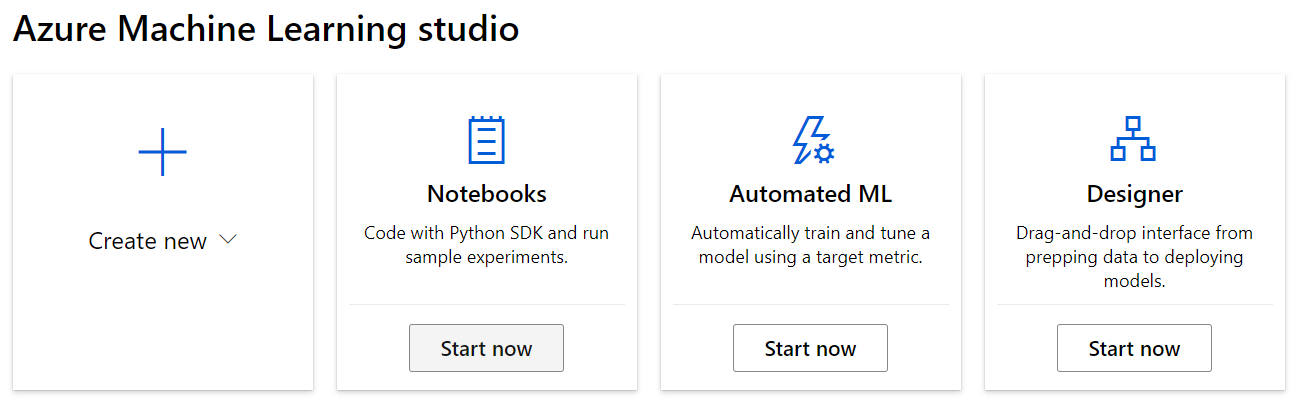 Azure Machine Learning studio
Create new
Notebooks
Code with Python SDK and run
sample experiments.
Start now
Automated ML
Automatically train and tune a
model using a target metric.
Start now
Designer
Drag-and-drop interface from
prepping data to deploying
models.
Start now